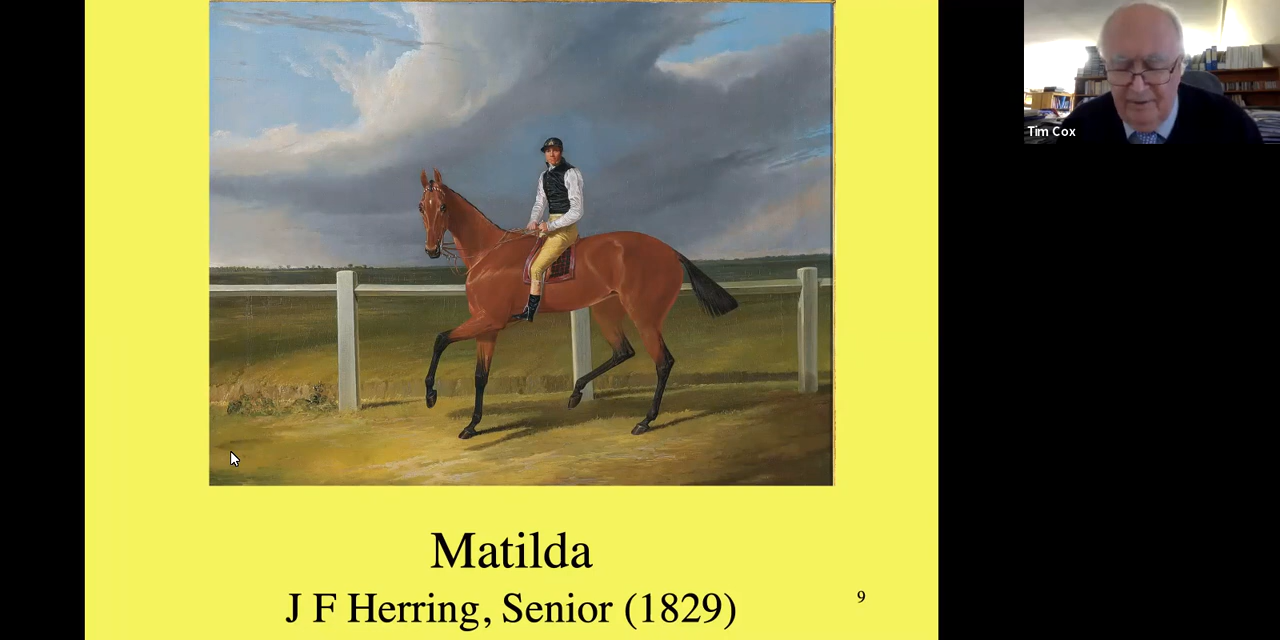 Tim Cox
Matilda
J F Herring, Senior (1829)
9